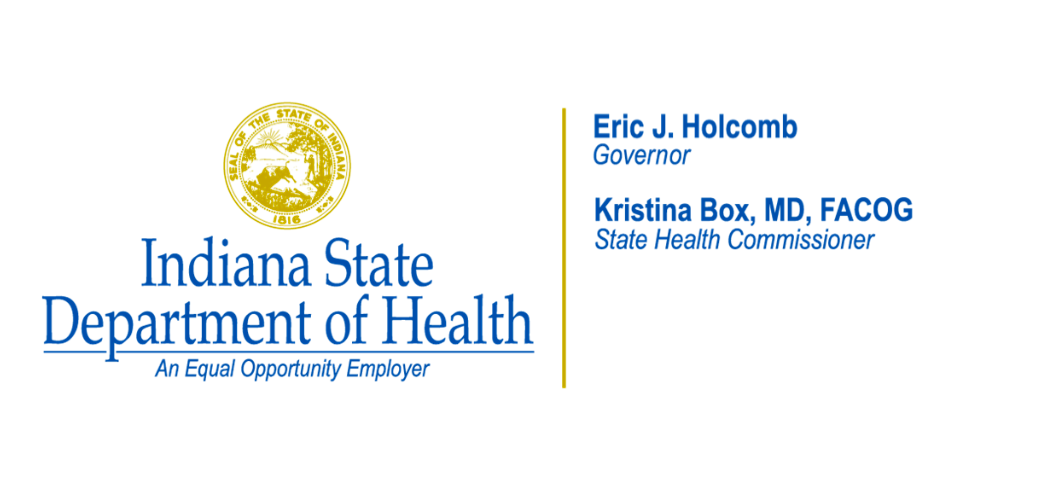 SEAL OF THE STATE OF INDIANA
1816
Indiana State
Department of Health
An Equal Opportunity Employer
Eric J. Holcomb
Governor
Kristina Box, MD, FACOG
State Health Commissioner